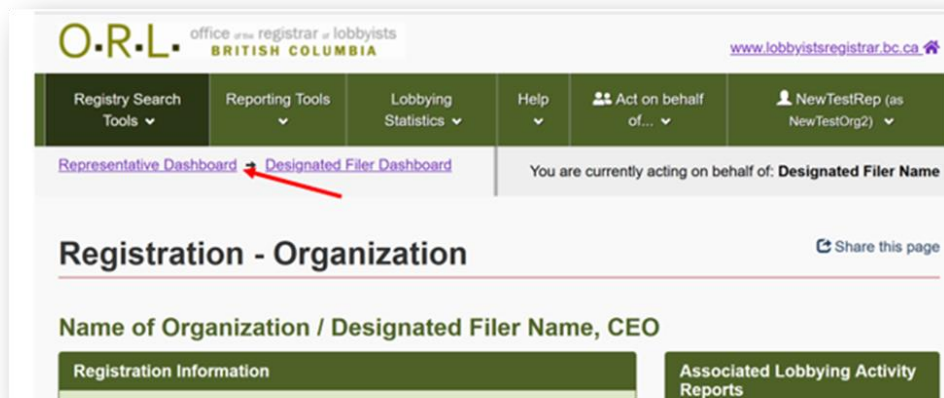 O.R.L. office of the registrar of lobbyists
BRITISH COLUMBIA
www.lobbyistsregistrar.bc.ca
Registry Search Tools
Reporting Tools
Lobbying Statistics
Help
Act on behalf of...
NewTestRep (as NewTestOrg2)
Representative Dashboard → Designated Filer Dashboard
You are currently acting on behalf of: Designated Filer Name
Registration - Organization
Share this page
Name of Organization / Designated Filer Name, CEO
Registration Information
Associated Lobbying Activity
Reports